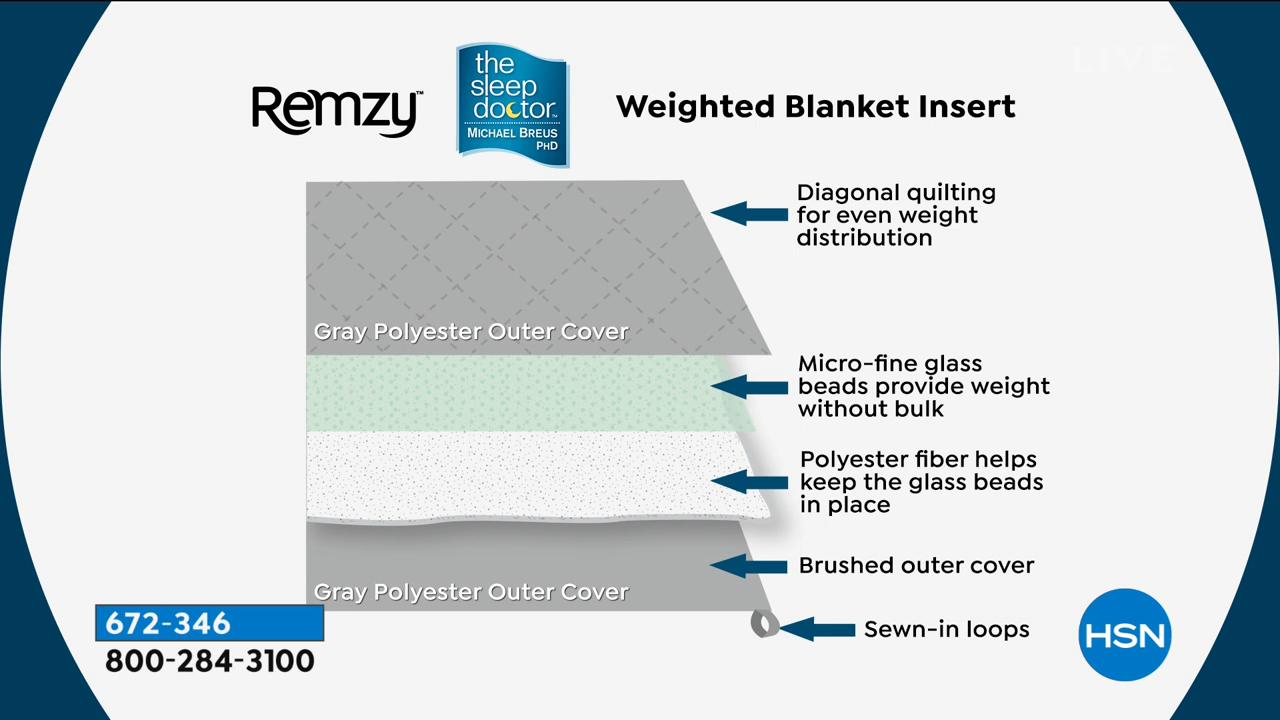 LIVE
Remzy™
the
sleep
doctor™
MICHAEL BREUS
PhD
Weighted Blanket Insert
Diagonal quilting
for even weight
distribution
Gray Polyester Outer Cover
Micro-fine glass
beads provide weight
without bulk
Polyester fiber helps
keep the glass beads
in place
Brushed outer cover
Gray Polyester Outer Cover
Sewn-in loops
672-346
800-284-3100
HSN